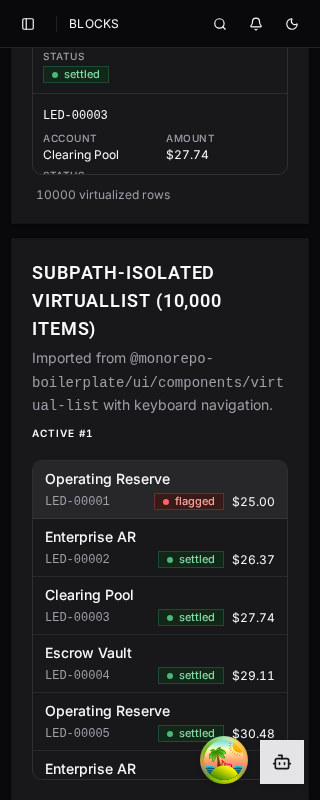 BLOCKS
STATUS
settled
LED-00003
ACCOUNT AMOUNT
Clearing Pool $27.74
STATUS
10000 virtualized rows
SUBPATH-ISOLATED
VIRTUALLIST (10,000
ITEMS)
Imported from @monorepo-
boilerplate/ui/components/virt
ual-list with keyboard navigation.
ACTIVE #1
Operating Reserve
LED-00001 flagged $25.00
Enterprise AR
LED-00002 settled $26.37
Clearing Pool
LED-00003 settled $27.74
Escrow Vault
LED-00004 settled $29.11
Operating Reserve
LED-00005 settled $30.48
Enterprise AR